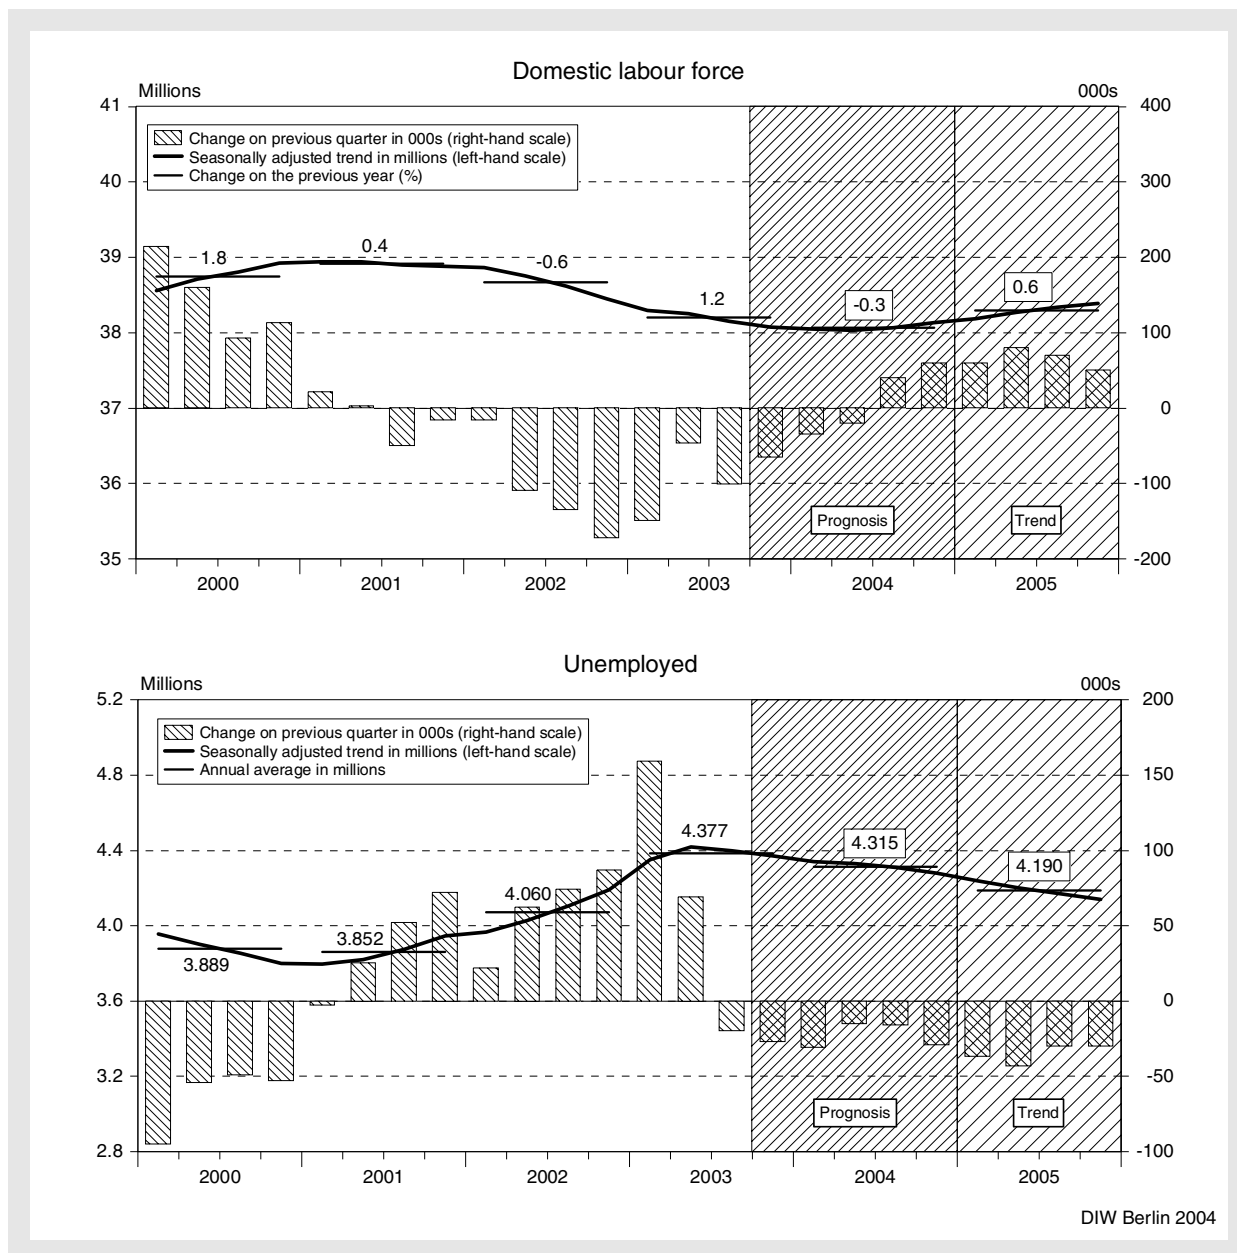 Domestic labour force
Millions 000s
41 400
Change on previous quarter in 000s (right-hand scale)
Seasonally adjusted trend in millions (left-hand scale)
Change on the previous year (%)
40 300
39 200
1.8 0.4 -0.6 1.2 -0.3 0.6
38 100
37 0
36 -100
Prognosis Trend
35 -200
2000 2001 2002 2003 2004 2005
Unemployed
Millions 000s
5.2 200
Change on previous quarter in 000s (right-hand scale)
Seasonally adjusted trend in millions (left-hand scale)
Annual average in millions
4.8 150
4.4 100
3.889 3.852 4.060 4.377 4.315 4.190
4.0 50
3.6 0
3.2 -50
Prognosis Trend
2.8 -100
2000 2001 2002 2003 2004 2005
DIW Berlin 2004